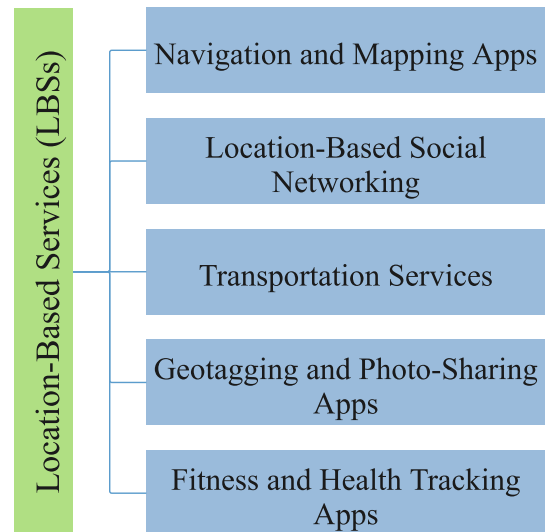 Location-Based Services (LBSs)
Navigation and Mapping Apps
Location-Based Social
Networking
Transportation Services
Geotagging and Photo-Sharing
Apps
Fitness and Health Tracking
Apps